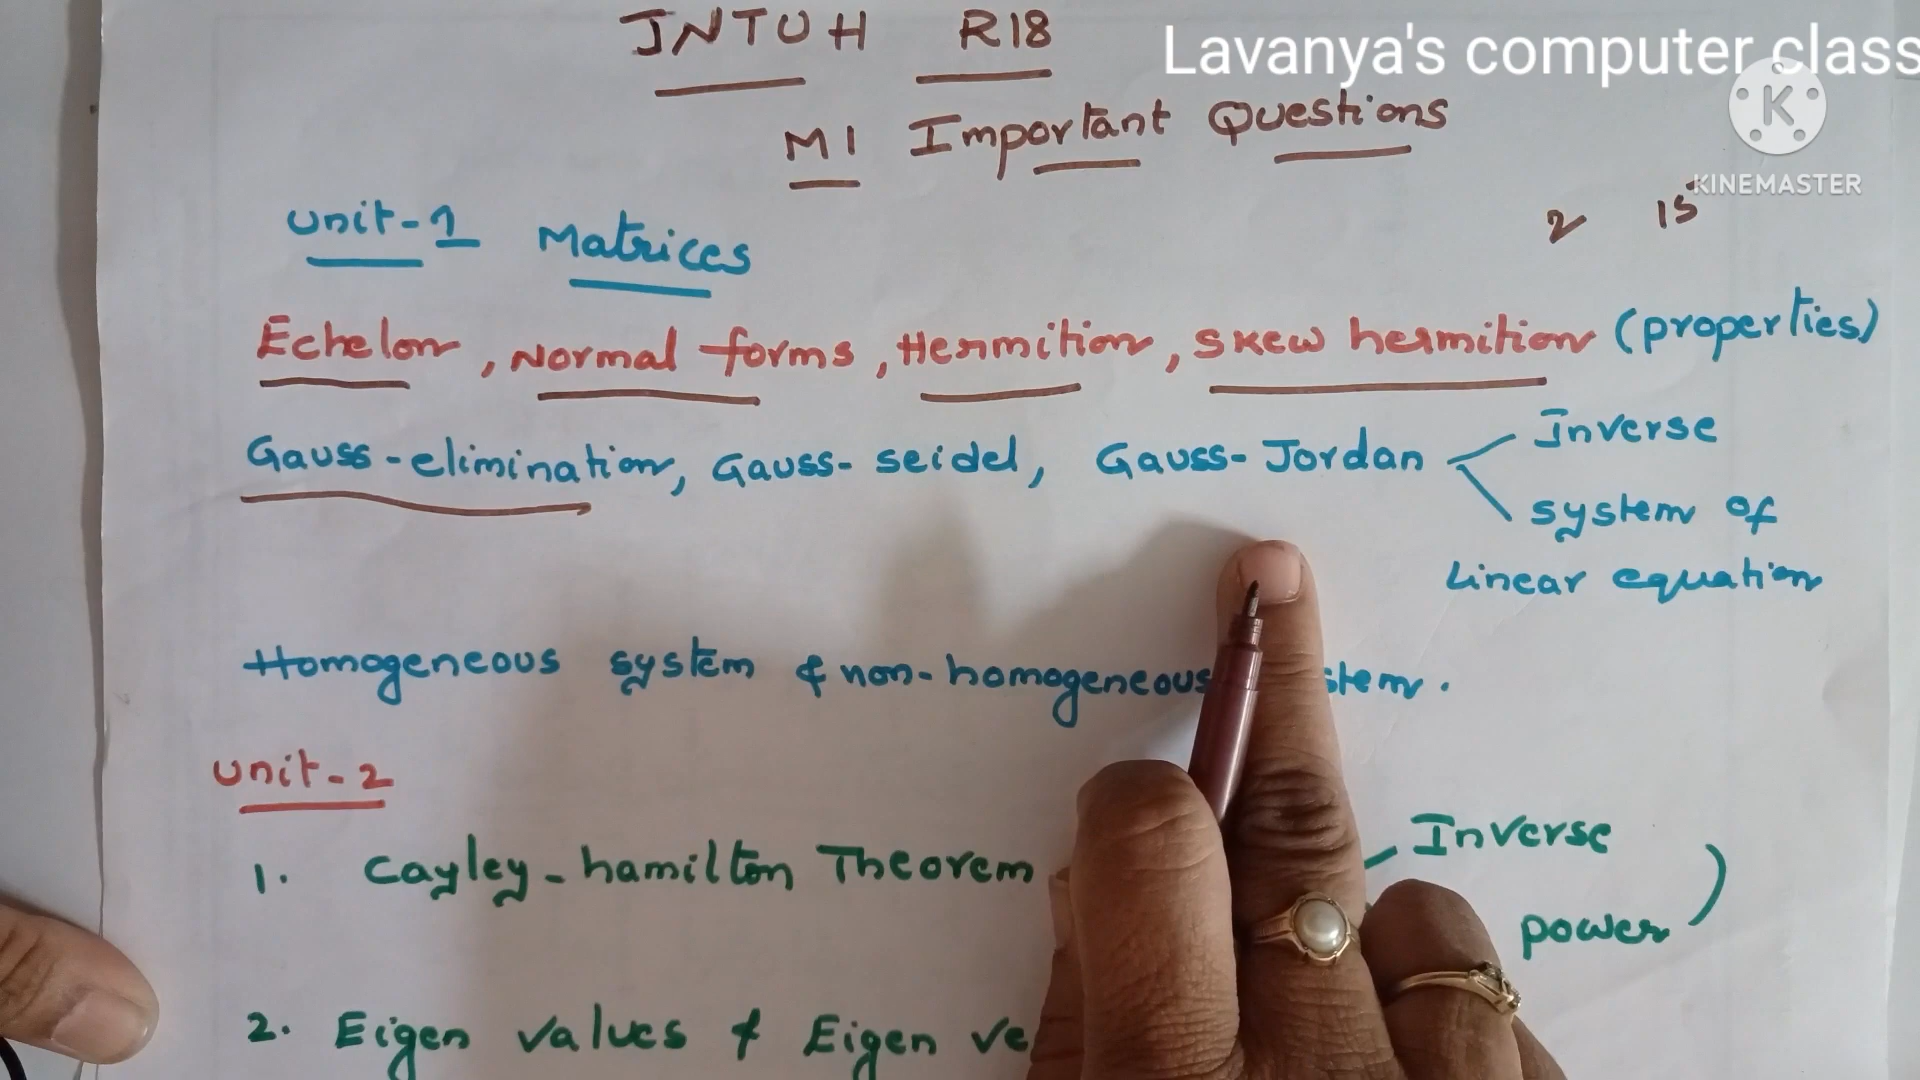 JNTUH R18
Lavanya's computer class
K
KINEMASTER
M1 Important Questions
2 15
Unit-1 Matrices
Echelon, Normal forms, Hermition, Skew hermition (properties)
Gauss-elimination, Gauss-seidel, Gauss-Jordan
Inverse
system of
Linear equation
Homogeneous system & non-homogeneous stem.
Unit-2
1. Cayley-hamilton Theorem
Inverse
power)
2. Eigen values & Eigen ve